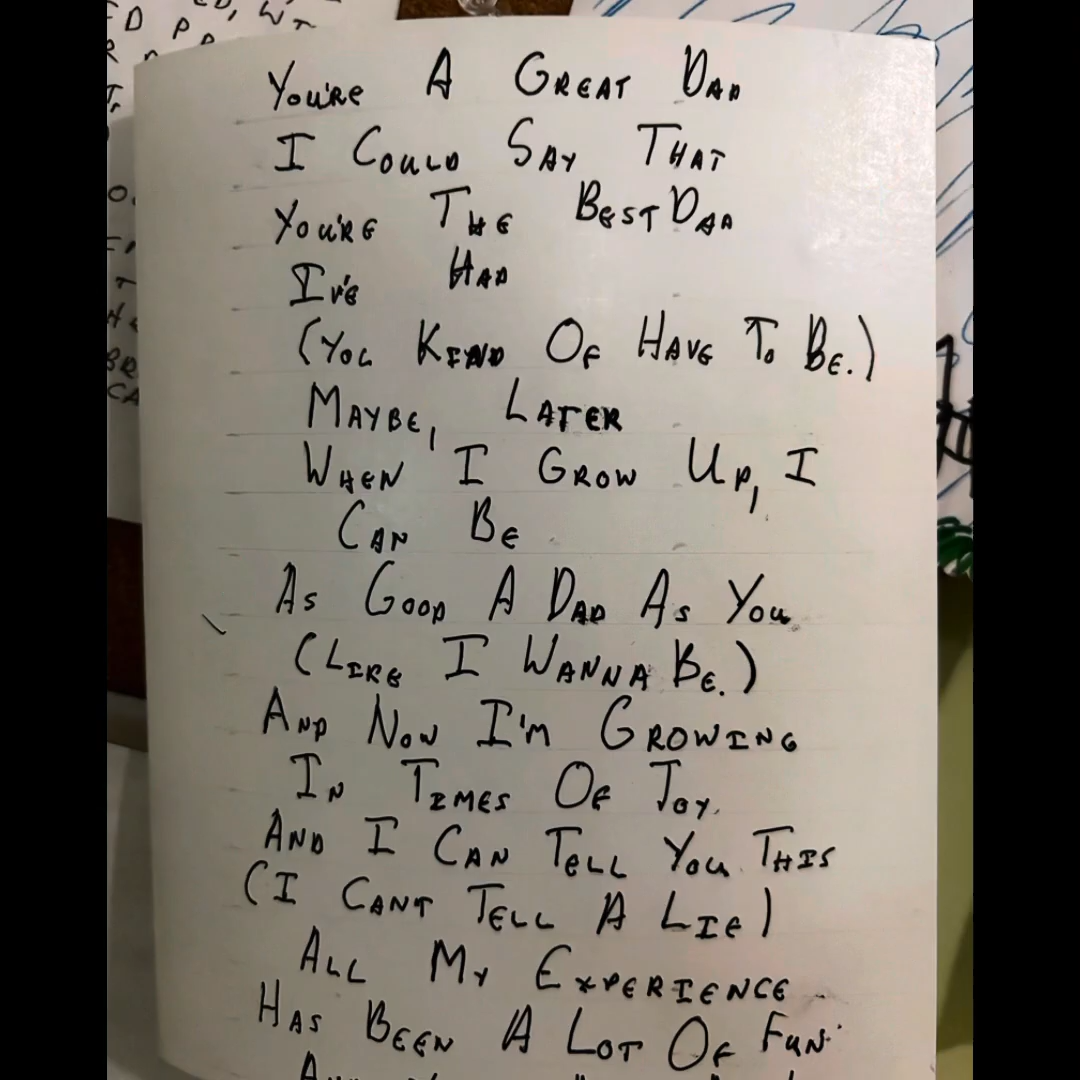 You're A Great Dad
I Could Say That
You're The Best Dad
I've Had
(You Kind Of Have To Be.)
Maybe, Later
When I Grow Up, I
Can Be
As Good A Dad As You
(Like I Wanna Be.)
And Now I'm Growing
In Times Of Joy.
And I Can Tell You This
(I Cant Tell A Lie)
All My Experience
Has Been A Lot Of Fun.